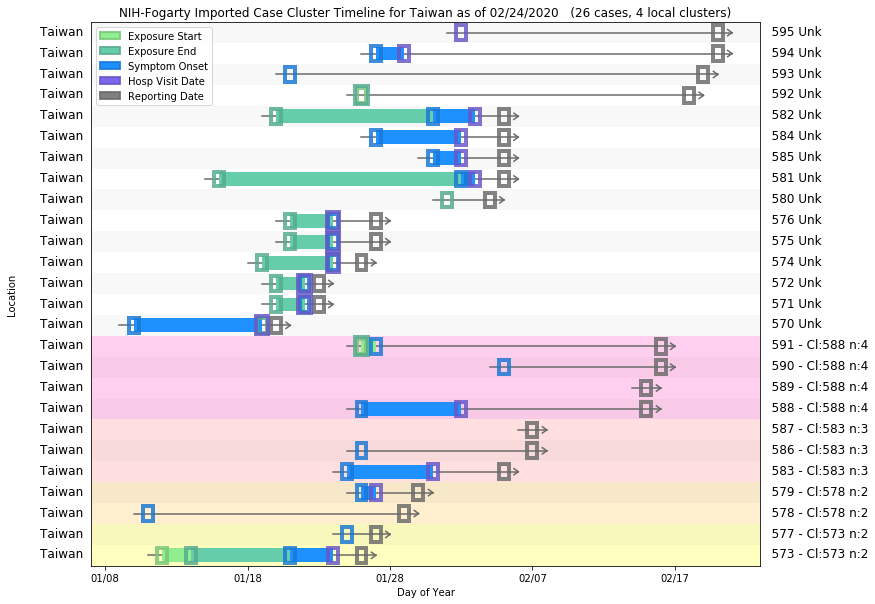 NIH-Fogarty Imported Case Cluster Timeline for Taiwan as of 02/24/2020   (26 cases, 4 local clusters)
Exposure Start
Exposure End
Symptom Onset
Hosp Visit Date
Reporting Date
Taiwan 595 Unk
Taiwan 594 Unk
Taiwan 593 Unk
Taiwan 592 Unk
Taiwan 582 Unk
Taiwan 584 Unk
Taiwan 585 Unk
Taiwan 581 Unk
Taiwan 580 Unk
Taiwan 576 Unk
Taiwan 575 Unk
Taiwan 574 Unk
Taiwan 572 Unk
Taiwan 571 Unk
Taiwan 570 Unk
Taiwan 591 - Cl:588 n:4
Taiwan 590 - Cl:588 n:4
Taiwan 589 - Cl:588 n:4
Taiwan 588 - Cl:588 n:4
Taiwan 587 - Cl:583 n:3
Taiwan 586 - Cl:583 n:3
Taiwan 583 - Cl:583 n:3
Taiwan 579 - Cl:578 n:2
Taiwan 578 - Cl:578 n:2
Taiwan 577 - Cl:573 n:2
Taiwan 573 - Cl:573 n:2
Location
01/08 01/18 01/28 02/07 02/17
Day of Year